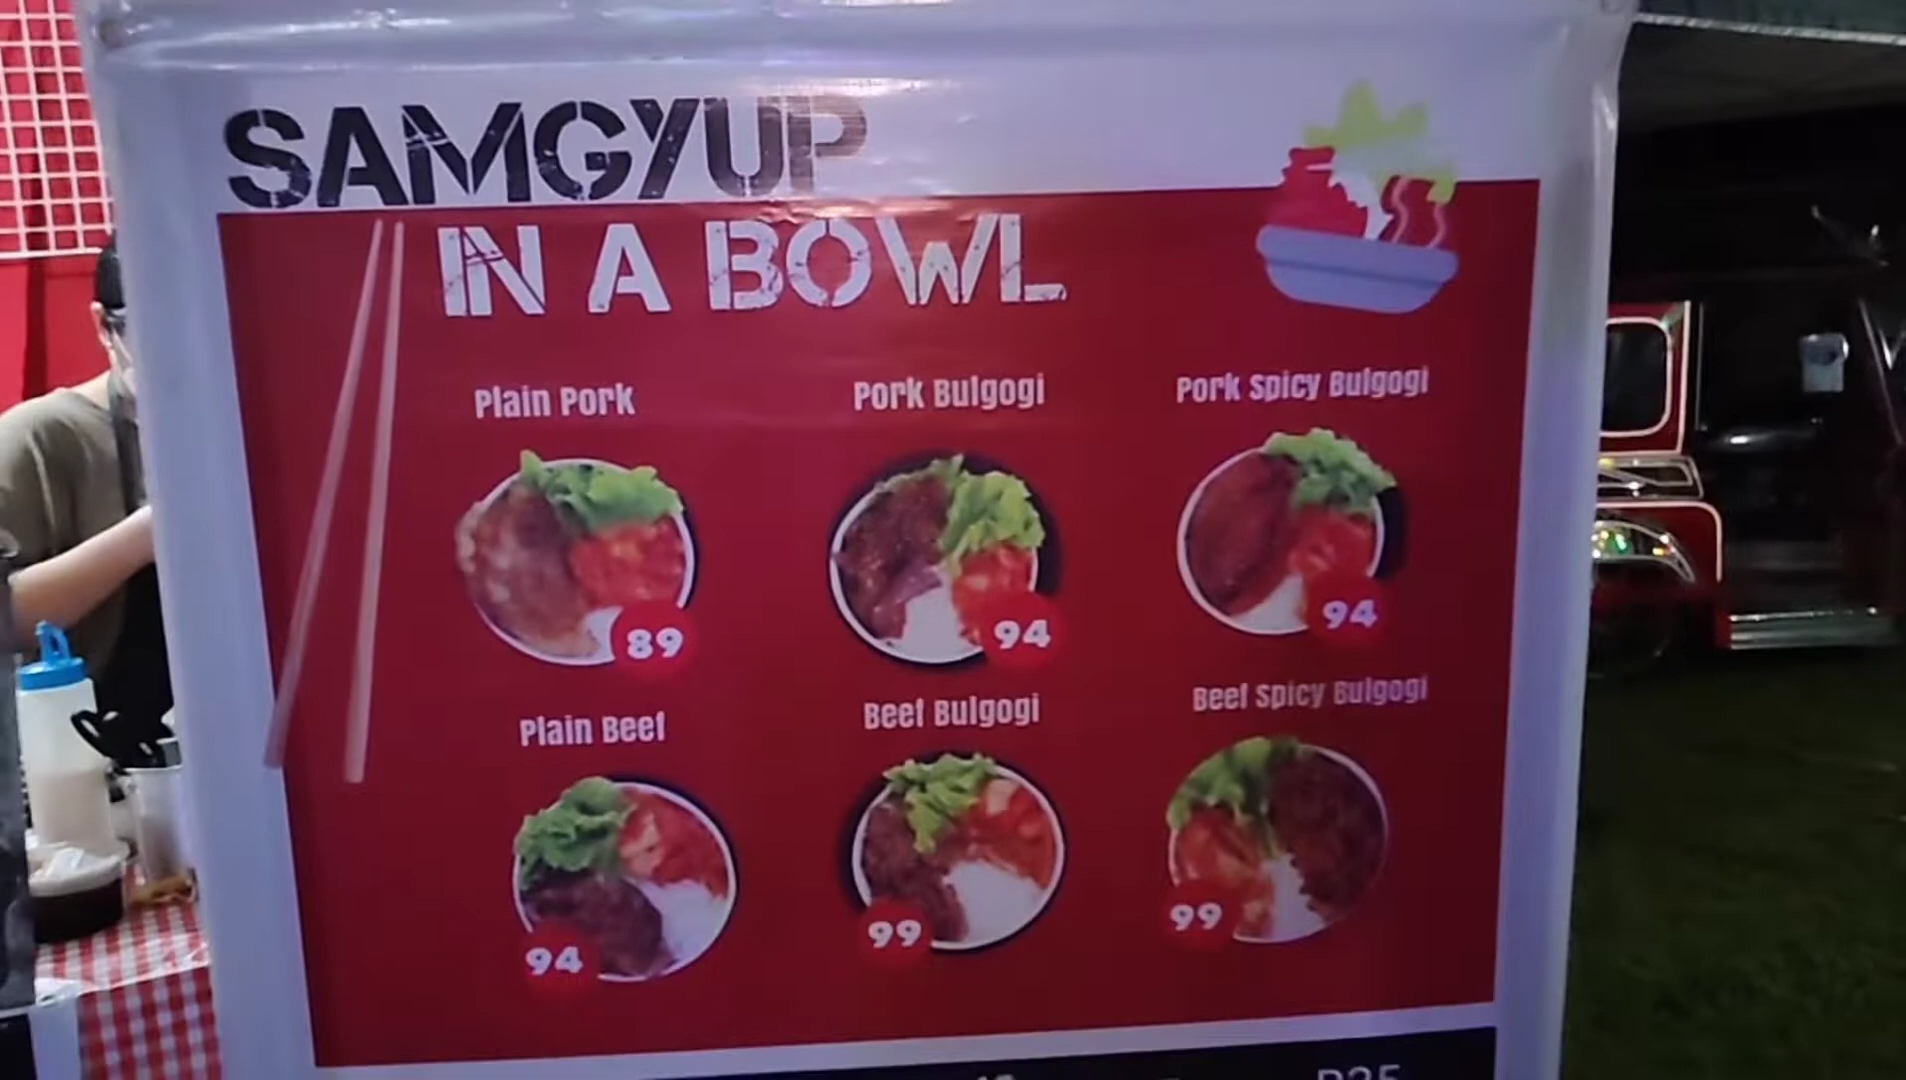 SAMGYUP
IN A BOWL
Plain Pork
Pork Bulgogi
Pork Spicy Bulgogi
89
94
94
Plain Beef
Beef Bulgogi
Beef Spicy Bulgogi
94
99
99